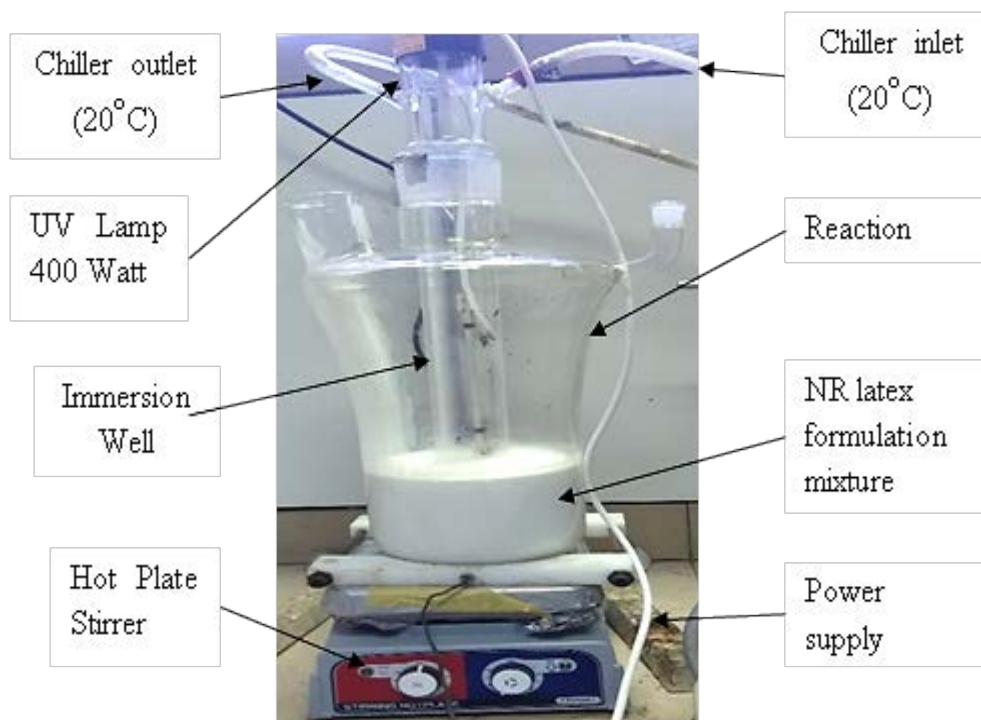 Chiller outlet
(20°C)
Chiller inlet
(20°C)
UV Lamp
400 Watt
Reaction
Immersion
Well
NR latex
formulation
mixture
Hot Plate
Stirrer
Power
supply
STIRRING HOTPLATE